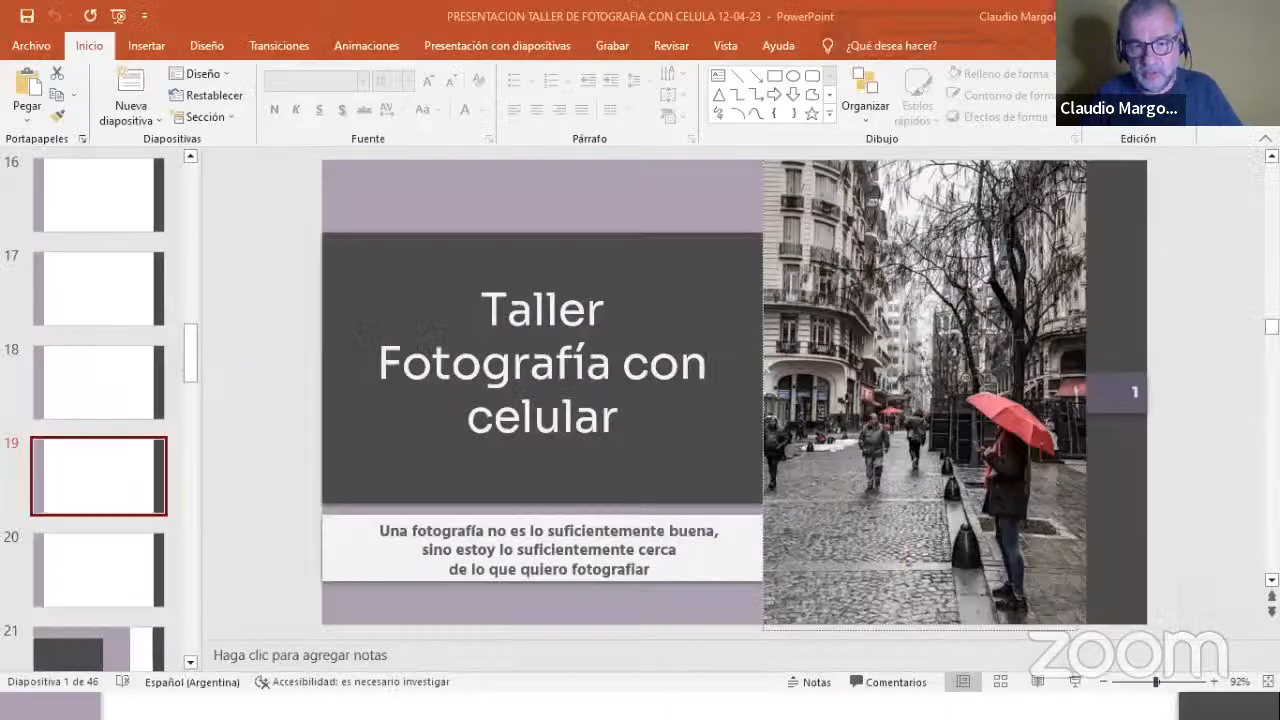 PRESENTACION TALLER DE FOTOGRAFIA CON CELULA 12-04-23 - PowerPoint
Claudio Margol
Archivo Inicio Insertar Diseño Transiciones Animaciones Presentación con diapositivas Grabar Revisar Vista Ayuda ¿Qué desea hacer?
Pegar
Nueva diapositiva
Diseño
Restablecer
Sección
N K S S abc AV Aa A
Organizar
Estilos rápidos
Relleno de forma
Contorno de forma
Efectos de forma
Portapapeles Diapositivas Fuente Párrafo Dibujo Edición
Claudio Margo...
16
17
18
19
20
21
Taller
Fotografía con
celular
1
Una fotografía no es lo suficientemente buena,
sino estoy lo suficientemente cerca
de lo que quiero fotografiar
Haga clic para agregar notas
zoom
Diapositiva 1 de 46 Español (Argentina) Accesibilidad: es necesario investigar Notas Comentarios 92%